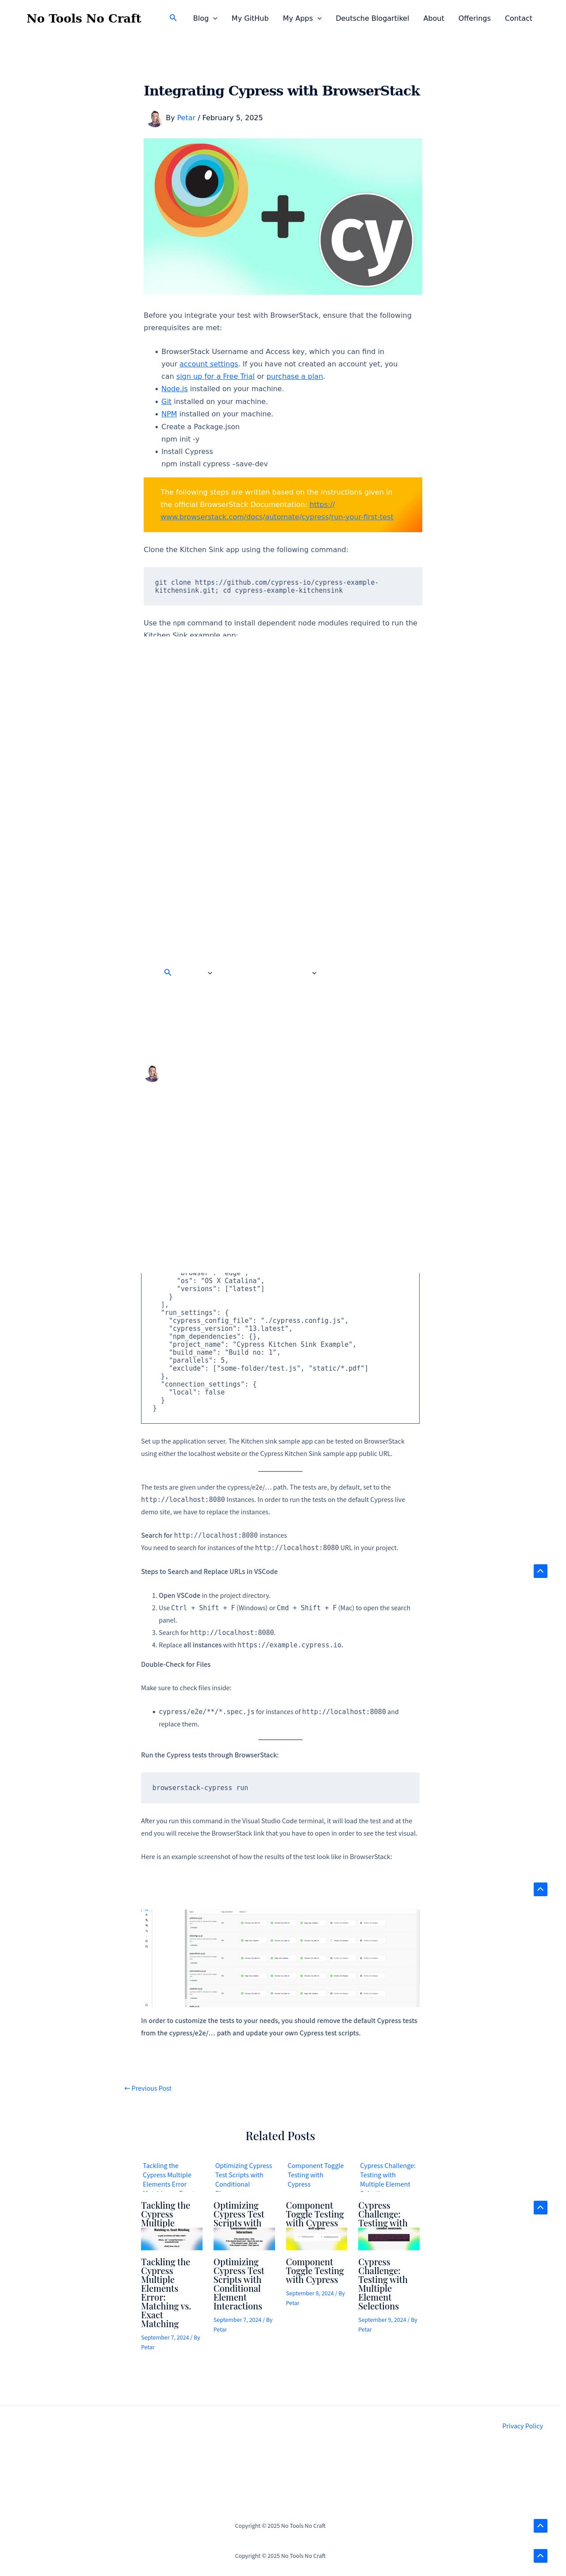 No Tools No Craft
Blog
My GitHub
My Apps
Deutsche Blogartikel
About
Offerings
Contact
Integrating Cypress with BrowserStack
By Petar / February 5, 2025
cy
Before you integrate your test with BrowserStack, ensure that the following
prerequisites are met:
• BrowserStack Username and Access key, which you can find in
your account settings. If you have not created an account yet, you
can sign up for a Free Trial or purchase a plan.
• Node.js installed on your machine.
• Git installed on your machine.
• NPM installed on your machine.
• Create a Package.json
npm init -y
• Install Cypress
npm install cypress –save-dev
The following steps are written based on the instructions given in
the official BrowserStack Documentation: https://
www.browserstack.com/docs/automate/cypress/run-your-first-test
Clone the Kitchen Sink app using the following command:
git clone https://github.com/cypress-io/cypress-example-
kitchensink.git; cd cypress-example-kitchensink
Use the npm command to install dependent node modules required to run the
Kitchen Sink example app:
"browser": "edge",
"os": "OS X Catalina",
"versions": ["latest"]
}
],
"run_settings": {
"cypress_config_file": "./cypress.config.js",
"cypress_version": "13.latest",
"npm_dependencies": {},
"project_name": "Cypress Kitchen Sink Example",
"build_name": "Build no: 1",
"parallels": 5,
"exclude": ["some-folder/test.js", "static/*.pdf"]
},
"connection_settings": {
"local": false
}
}
Set up the application server. The Kitchen sink sample app can be tested on BrowserStack
using either the localhost website or the Cypress Kitchen Sink sample app public URL.
The tests are given under the cypress/e2e/… path. The tests are, by default, set to the
http://localhost:8080 Instances. In order to run the tests on the default Cypress live
demo site, we have to replace the instances.
Search for http://localhost:8080 instances
You need to search for instances of the http://localhost:8080 URL in your project.
Steps to Search and Replace URLs in VSCode
1. Open VSCode in the project directory.
2. Use Ctrl + Shift + F (Windows) or Cmd + Shift + F (Mac) to open the search
panel.
3. Search for http://localhost:8080.
4. Replace all instances with https://example.cypress.io.
Double-Check for Files
Make sure to check files inside:
• cypress/e2e/**/*.spec.js for instances of http://localhost:8080 and
replace them.
Run the Cypress tests through BrowserStack:
browserstack-cypress run
After you run this command in the Visual Studio Code terminal, it will load the test and at the
end you will receive the BrowserStack link that you have to open in order to see the test visual.
Here is an example screenshot of how the results of the test look like in BrowserStack:
In order to customize the tests to your needs, you should remove the default Cypress tests
from the cypress/e2e/… path and update your own Cypress test scripts.
← Previous Post
Related Posts
Tackling the
Cypress Multiple
Elements Error
Optimizing Cypress
Test Scripts with
Conditional
Component Toggle
Testing with
Cypress
Cypress Challenge:
Testing with
Multiple Element
Tackling the
Cypress
Multiple
Optimizing
Cypress Test
Scripts with
Component
Toggle Testing
with Cypress
Cypress
Challenge:
Testing with
Tackling the
Cypress
Multiple
Elements
Error:
Matching vs.
Exact
Matching
September 7, 2024 / By
Petar
Optimizing
Cypress Test
Scripts with
Conditional
Element
Interactions
September 7, 2024 / By
Petar
Component
Toggle Testing
with Cypress
September 8, 2024 / By
Petar
Cypress
Challenge:
Testing with
Multiple
Element
Selections
September 9, 2024 / By
Petar
Privacy Policy
Copyright © 2025 No Tools No Craft
Copyright © 2025 No Tools No Craft